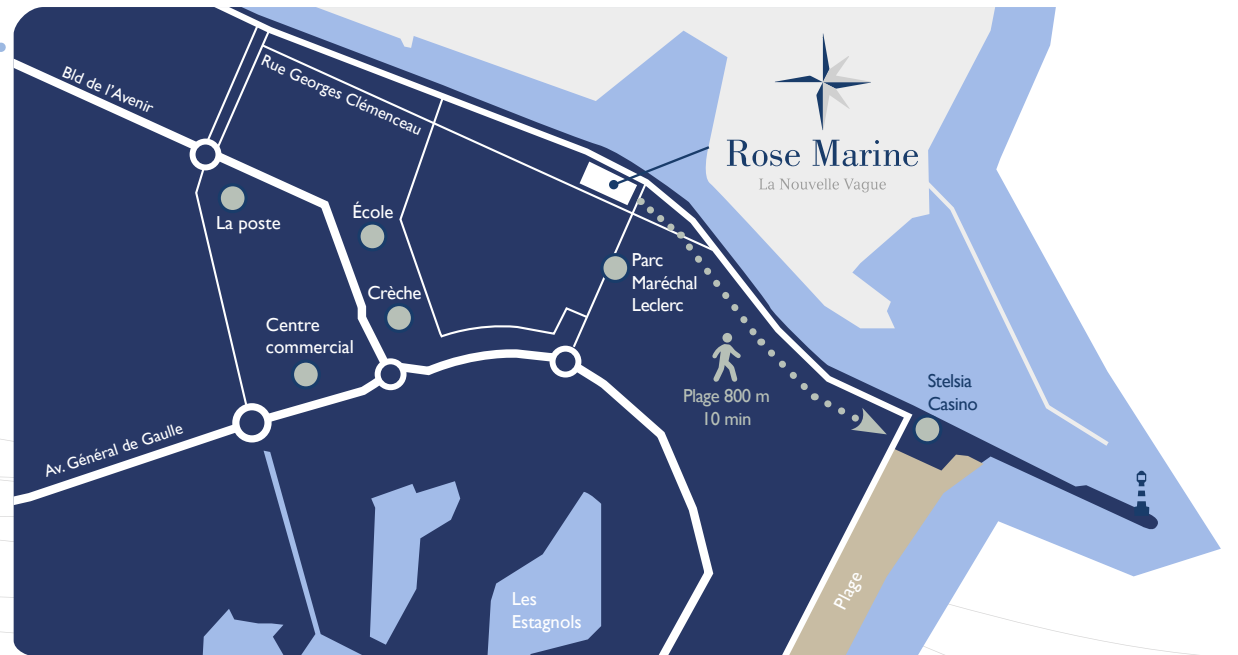 Bld de l'Avenir
Rue Georges Clémenceau
Rose Marine
La Nouvelle Vague
La poste
École
Crèche
Centre
commercial
Parc
Maréchal
Leclerc
Plage 800 m
10 min
Stelsia
Casino
Av. Général de Gaulle
Les
Estagnols
Plage